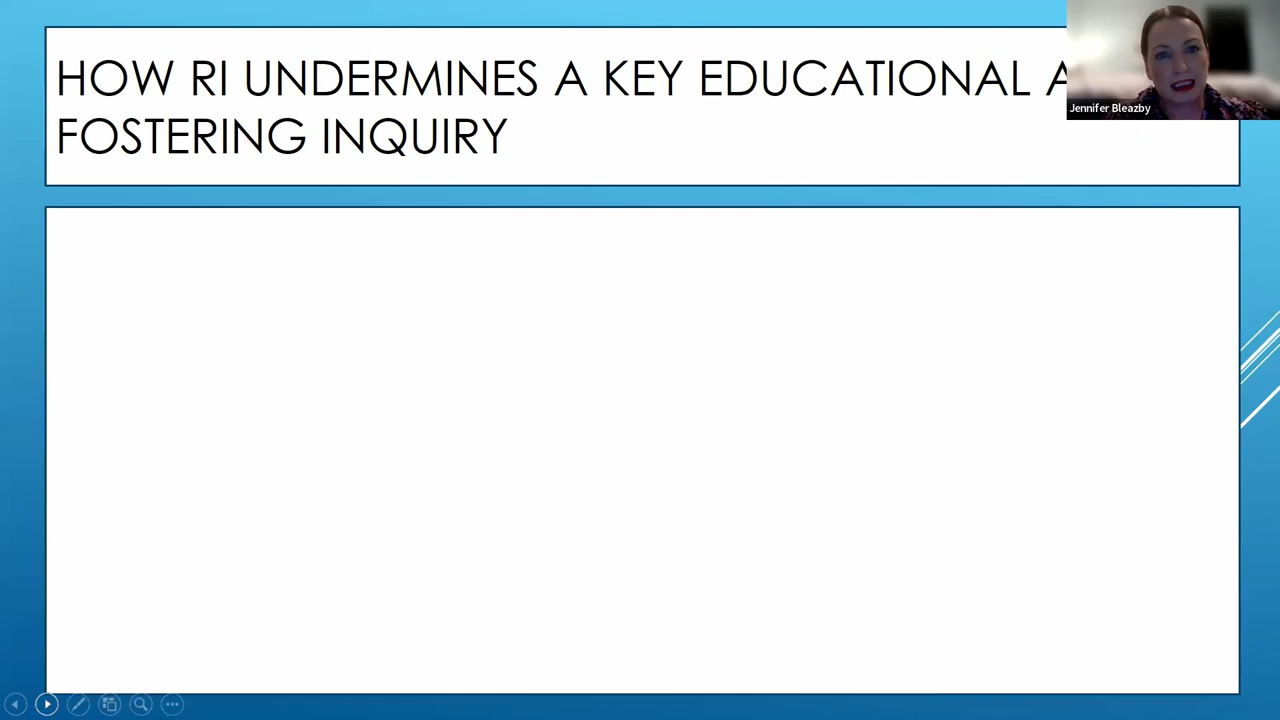 HOW RI UNDERMINES A KEY EDUCATIONAL
FOSTERING INQUIRY
Jennifer Bleazby